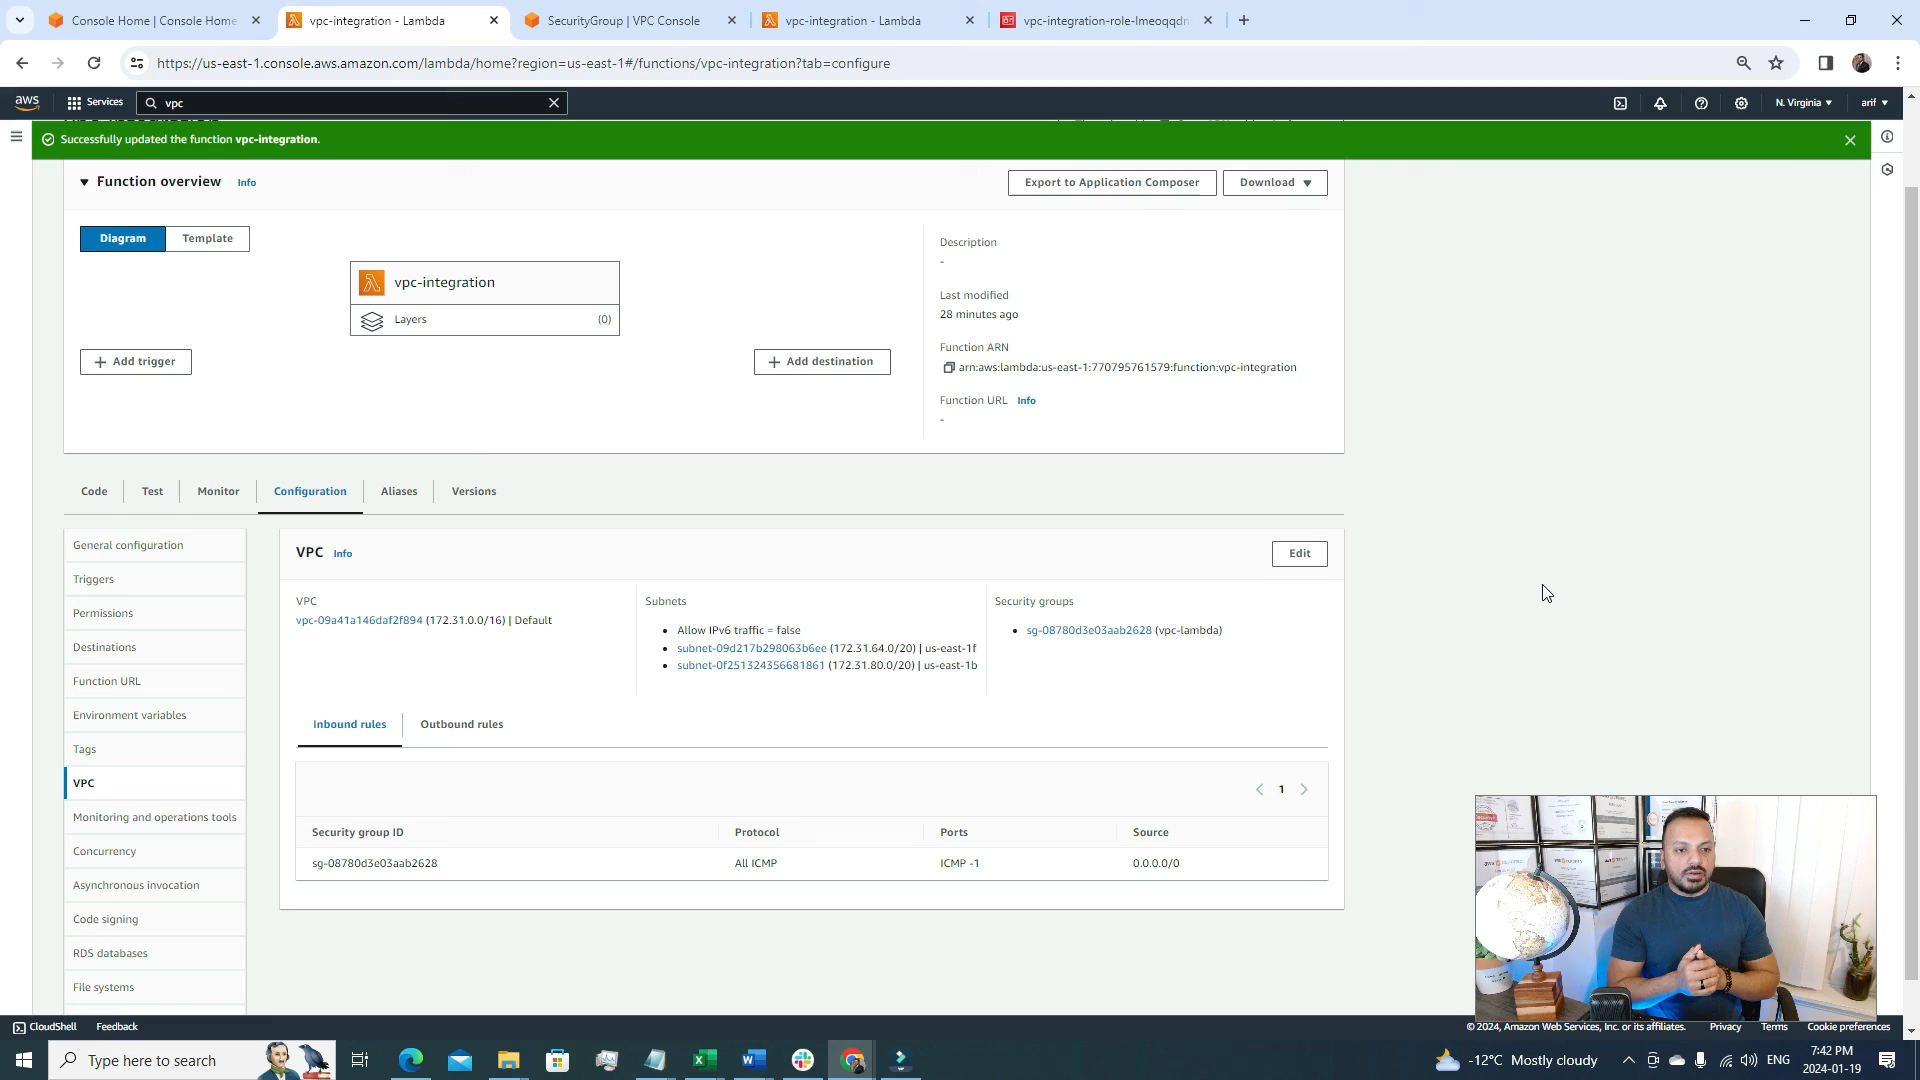 Console Home | Console Home
vpc-integration - Lambda
SecurityGroup | VPC Console
vpc-integration - Lambda
vpc-integration-role-lmeoqqdn
https://us-east-1.console.aws.amazon.com/lambda/home?region=us-east-1#/functions/vpc-integration?tab=configure
aws
Services
vpc
N. Virginia
arif
Successfully updated the function vpc-integration.
Function overview Info
Export to Application Composer
Download
Diagram
Template
vpc-integration
Layers (0)
Add trigger
Add destination
Description
-
Last modified
28 minutes ago
Function ARN
arn:aws:lambda:us-east-1:770795761579:function:vpc-integration
Function URL Info
-
Code
Test
Monitor
Configuration
Aliases
Versions
General configuration
Triggers
Permissions
Destinations
Function URL
Environment variables
Tags
VPC
Monitoring and operations tools
Concurrency
Asynchronous invocation
Code signing
RDS databases
File systems
VPC Info
Edit
VPC
vpc-09a41a146daf2f894 (172.31.0.0/16) | Default
Subnets
Allow IPv6 traffic = false
subnet-09d217b298063b6ee (172.31.64.0/20) | us-east-1f
subnet-0f251324356681861 (172.31.80.0/20) | us-east-1b
Security groups
sg-08780d3e03aab2628 (vpc-lambda)
Inbound rules
Outbound rules
1
Security group ID Protocol Ports Source
sg-08780d3e03aab2628 All ICMP ICMP -1 0.0.0.0/0
CloudShell
Feedback
© 2024, Amazon Web Services, Inc. or its affiliates.
Privacy
Terms
Cookie preferences
Type here to search
-12°C Mostly cloudy
ENG
7:42 PM
2024-01-19